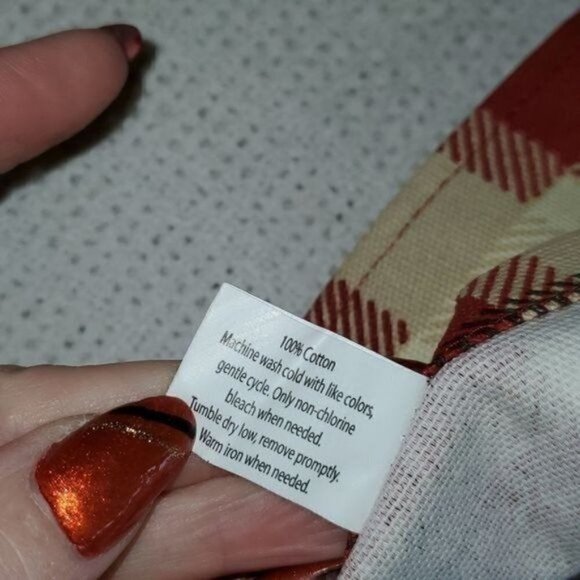 100% Cotton
Machine wash cold with like colors,
gentle cycle. Only non-chlorine
bleach when needed.
Tumble dry low, remove promptly.
Warm iron when needed.